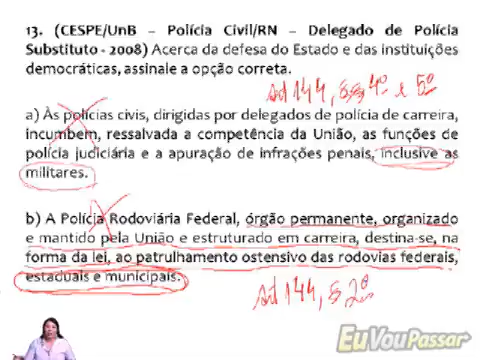 13. (CESPE/UnB – Polícia Civil/RN – Delegado de Polícia
Substituto - 2008) Acerca da defesa do Estado e das instituições
democráticas, assinale a opção correta.
art 144, §§ 4º e 5º
a) Às polícias civis, dirigidas por delegados de polícia de carreira,
incumbem, ressalvada a competência da União, as funções de
polícia judiciária e a apuração de infrações penais, inclusive as
militares.
b) A Polícia Rodoviária Federal, órgão permanente, organizado
e mantido pela União e estruturado em carreira, destina-se, na
forma da lei, ao patrulhamento ostensivo das rodovias federais,
estaduais e municipais.
art 144, § 2º
EuVouPassar